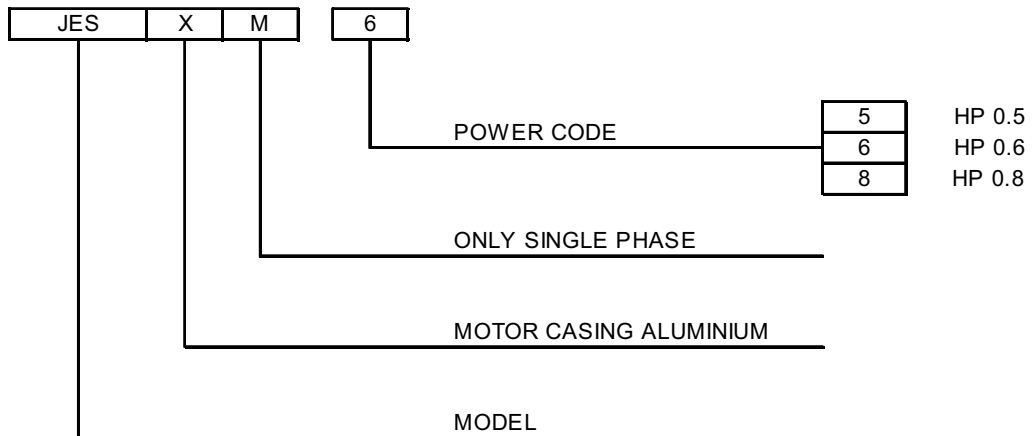 JES X M 6
5 HP 0.5
POWER CODE 6 HP 0.6
8 HP 0.8
ONLY SINGLE PHASE
MOTOR CASING ALUMINIUM
MODEL